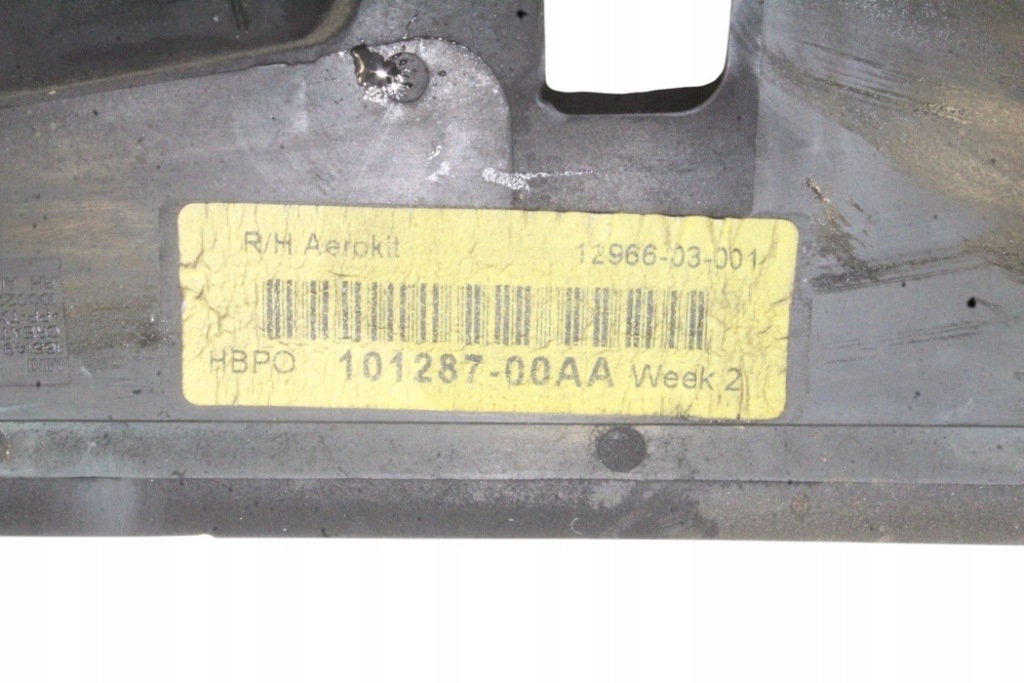 R/H Aerokit 12966-03-001
HBPO 101287-00AA Week 2